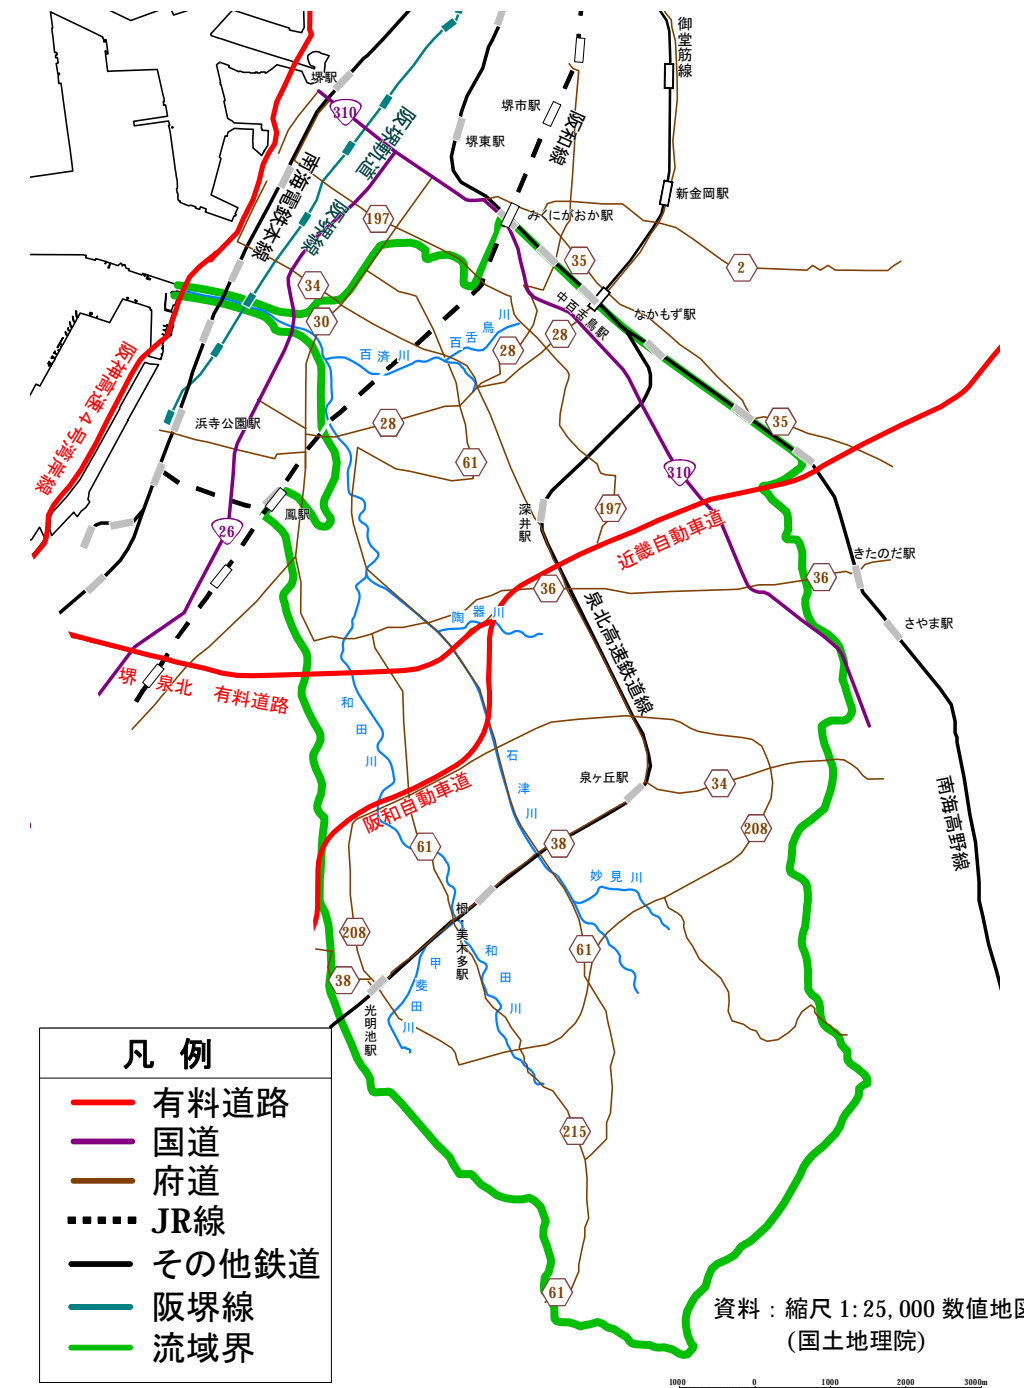 御堂筋線
堺駅
310
堺市駅
阪和線
阪堺軌道
堺東駅
南海電鉄本線
阪堺線
新金岡駅
197
みくにがおか駅
35
2
34
30
中百舌鳥駅
なかもず駅
百舌鳥川
28
28
百済川
阪神高速4号湾岸線
浜寺公園駅
28
35
61
310
197
深井駅
鳳駅
26
近畿自動車道
きたのだ駅
36
36
泉北高速鉄道線
陶器川
さやま駅
堺泉北 有料道路
和田川
石津川
泉ヶ丘駅
34
南海高野線
阪和自動車道
208
61
38
妙見川
栂・美木多駅
208
61
和田川
甲斐田川
38
光明池駅
215
61
凡 例
有料道路
国道
府道
JR線
その他鉄道
阪堺線
流域界
資料：縮尺 1:25,000 数値地図
(国土地理院)
1000 0 1000 2000 3000m